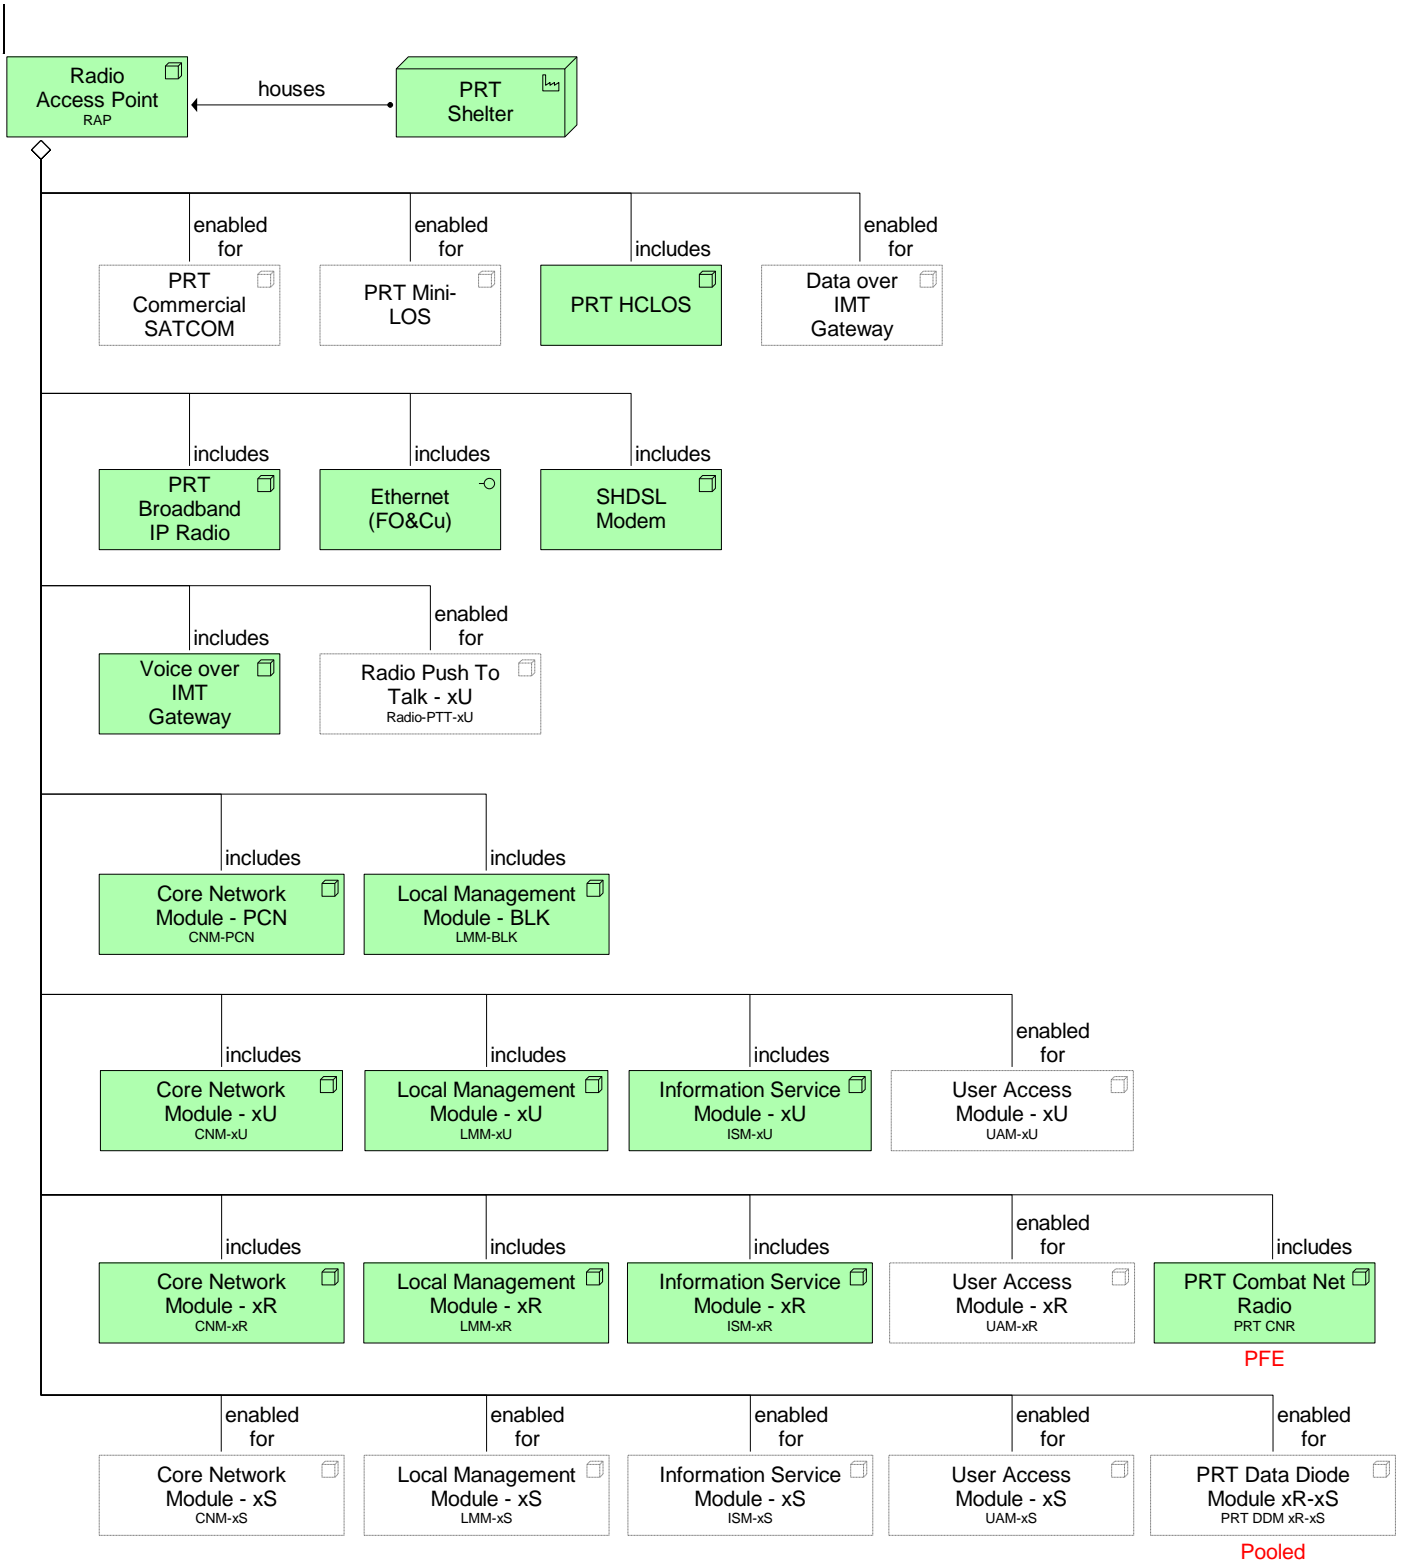 Radio
Access Point
RAP
houses
PRT
Shelter
enabled
for
enabled
for
includes
enabled
for
PRT
Commercial
SATCOM
PRT Mini-
LOS
PRT HCLOS
Data over
IMT
Gateway
includes
includes
includes
PRT
Broadband
IP Radio
Ethernet
(FO&Cu)
SHDSL
Modem
includes
enabled
for
Voice over
IMT
Gateway
Radio Push To
Talk - xU
Radio-PTT-xU
includes
includes
Core Network
Module - PCN
CNM-PCN
Local Management
Module - BLK
LMM-BLK
includes
includes
includes
enabled
for
Core Network
Module - xU
CNM-xU
Local Management
Module - xU
LMM-xU
Information Service
Module - xU
ISM-xU
User Access
Module - xU
UAM-xU
includes
includes
includes
enabled
for
includes
Core Network
Module - xR
CNM-xR
Local Management
Module - xR
LMM-xR
Information Service
Module - xR
ISM-xR
User Access
Module - xR
UAM-xR
PRT Combat Net
Radio
PRT CNR
PFE
enabled
for
enabled
for
enabled
for
enabled
for
enabled
for
Core Network
Module - xS
CNM-xS
Local Management
Module - xS
LMM-xS
Information Service
Module - xS
ISM-xS
User Access
Module - xS
UAM-xS
PRT Data Diode
Module xR-xS
PRT DDM xR-xS
Pooled